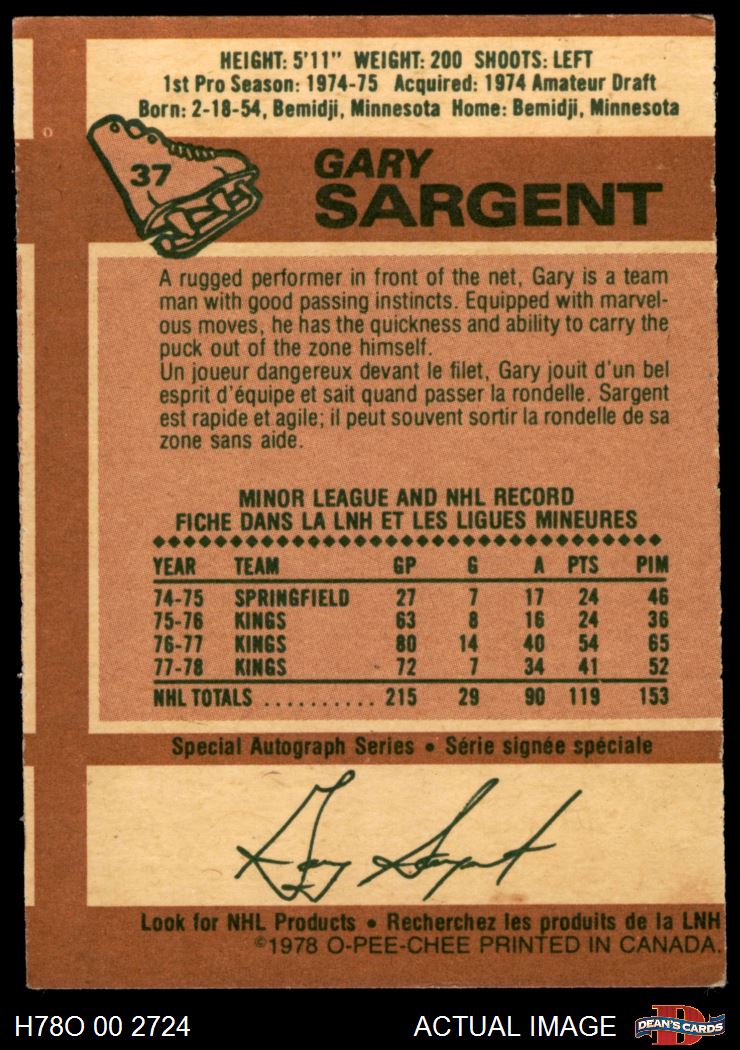 HEIGHT: 5'11" WEIGHT: 200 SHOOTS: LEFT
1st Pro Season: 1974-75 Acquired: 1974 Amateur Draft
Born: 2-18-54, Bemidji, Minnesota Home: Bemidji, Minnesota
37
GARY
SARGENT
A rugged performer in front of the net, Gary is a team
man with good passing instincts. Equipped with marvel-
ous moves, he has the quickness and ability to carry the
puck out of the zone himself.
Un joueur dangereux devant le filet, Gary jouit d'un bel
esprit d'équipe et sait quand passer la rondelle. Sargent
est rapide et agile; il peut souvent sortir la rondelle de sa
zone sans aide.
MINOR LEAGUE AND NHL RECORD
FICHE DANS LA LNH ET LES LIGUES MINEURES
YEAR TEAM GP G A PTS PIM
74-75 SPRINGFIELD 27 7 17 24 46
75-76 KINGS 63 8 16 24 36
76-77 KINGS 80 14 40 54 65
77-78 KINGS 72 7 34 41 52
NHL TOTALS .......... 215 29 90 119 153
Special Autograph Series • Série signée spéciale
Gary Sargent
Look for NHL Products • Recherchez les produits de la LNH
©1978 O-PEE-CHEE PRINTED IN CANADA.
H78O 00 2724 ACTUAL IMAGE DEAN'S CARDS